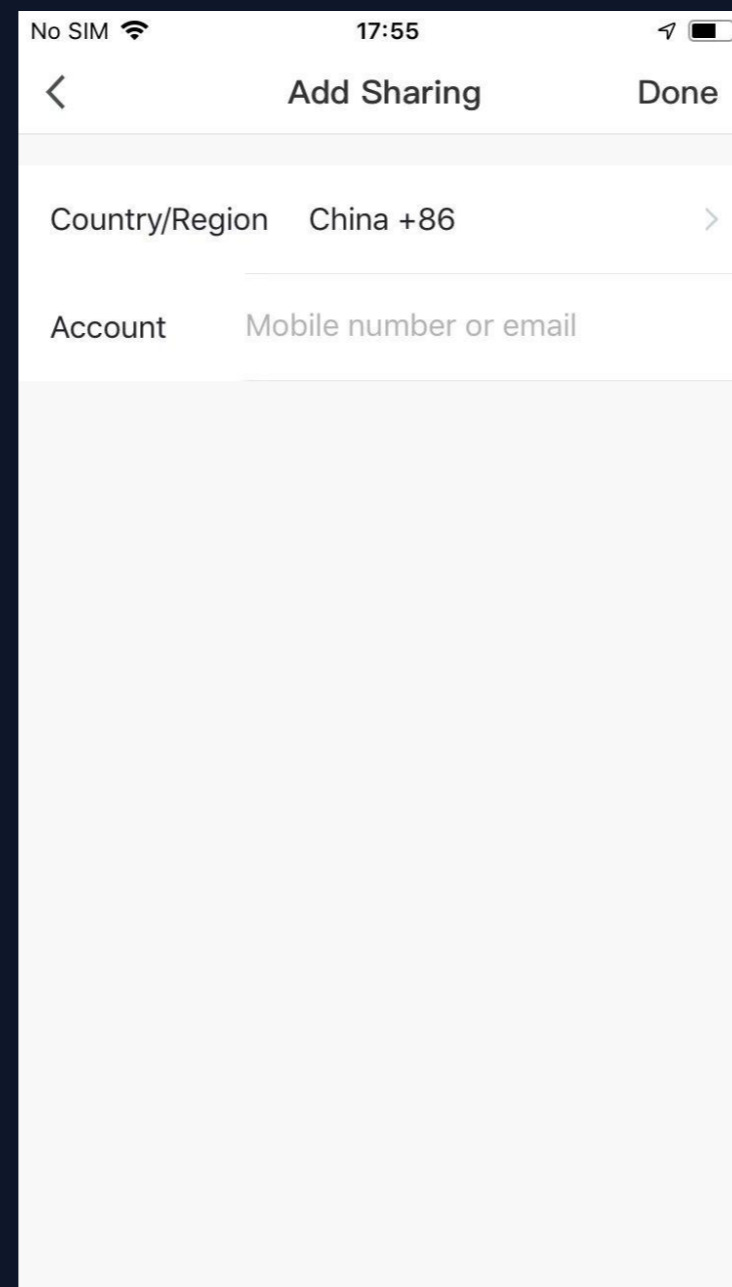 No SIM 17:55
Add Sharing Done
Country/Region China +86
Account Mobile number or email